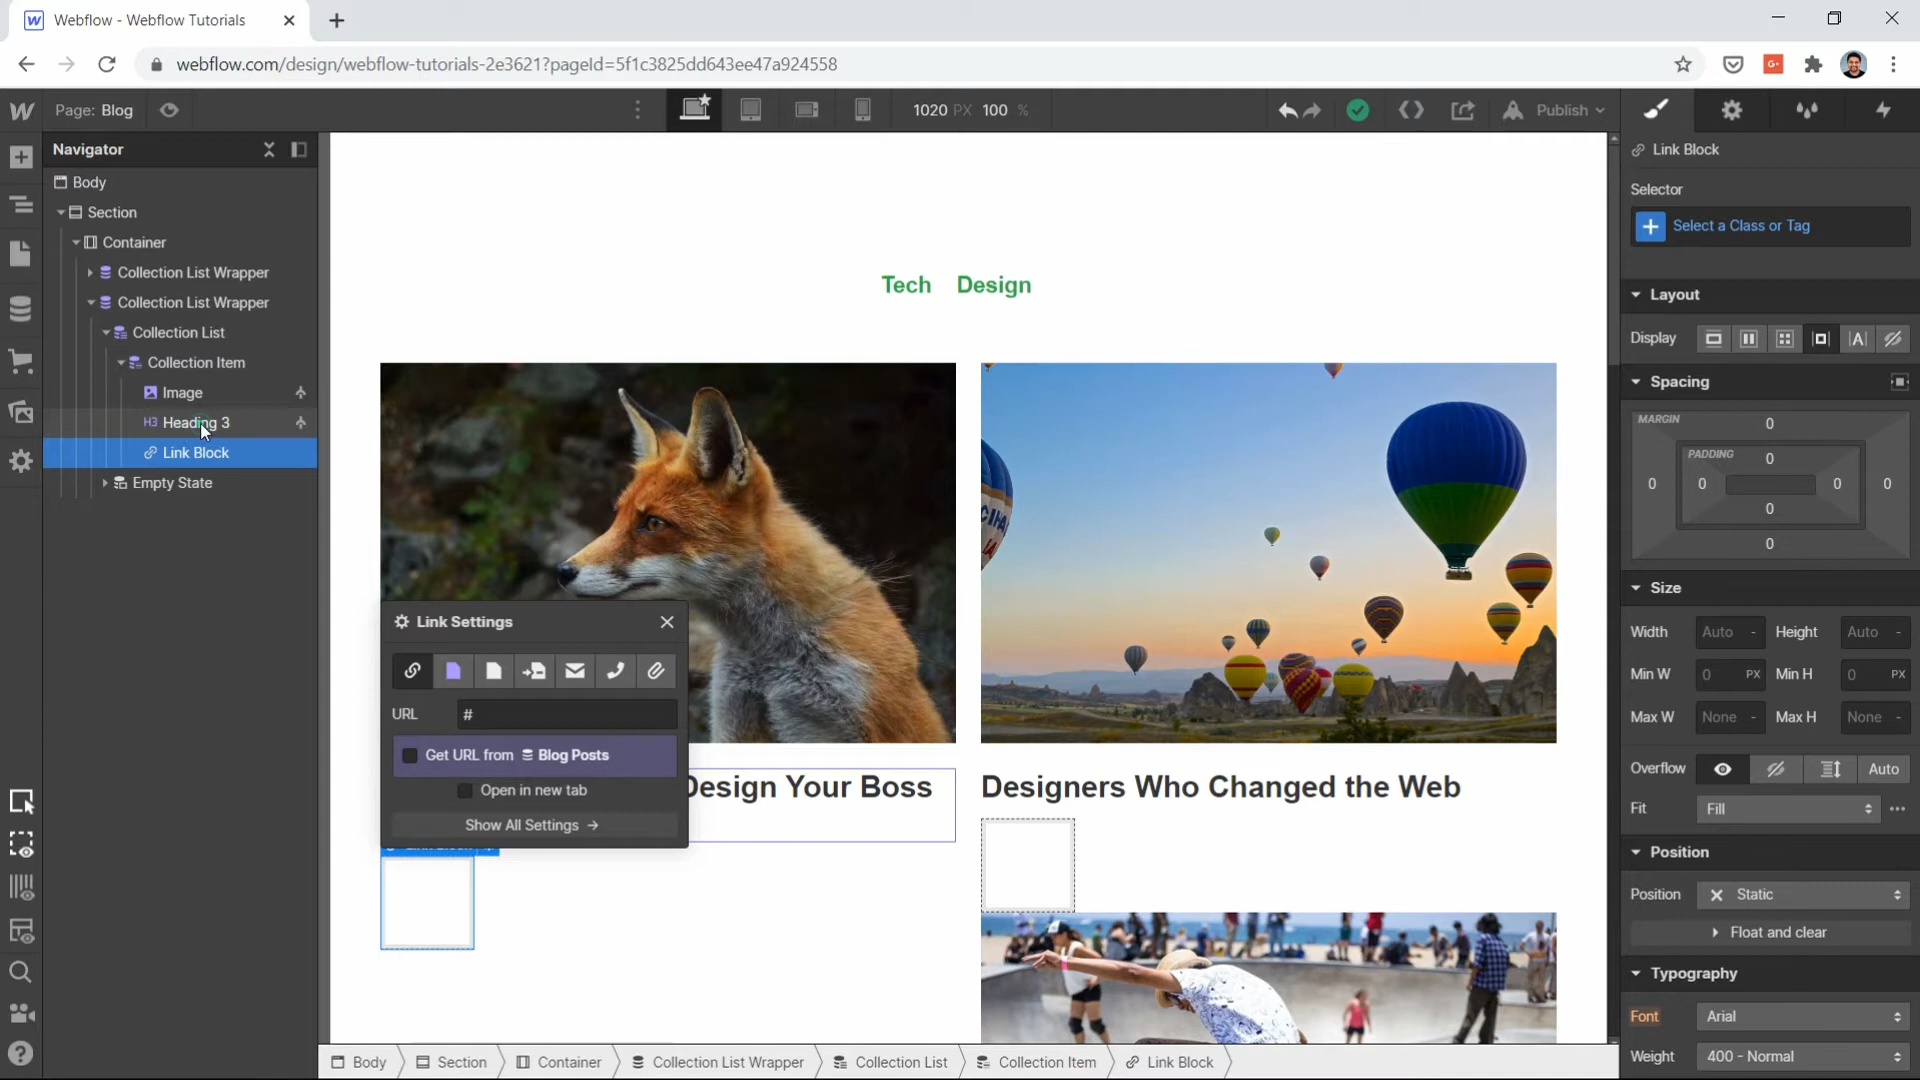 Webflow - Webflow Tutorials
webflow.com/design/webflow-tutorials-2e3621?pageId=5f1c3825dd643ee47a924558
Page: Blog
1020 PX 100 %
Publish
Navigator
Body
Section
Container
Collection List Wrapper
Collection List Wrapper
Collection List
Collection Item
Image
H3 Heading 3
Link Block
Empty State
Tech Design
Link Settings
URL #
Get URL from Blog Posts
Open in new tab
Show All Settings
Design Your Boss
Designers Who Changed the Web
Body Section Container Collection List Wrapper Collection List Collection Item Link Block
Link Block
Selector
Select a Class or Tag
Layout
Display
Spacing
MARGIN 0
PADDING 0
0 0 0 0
0
0
Size
Width Auto - Height Auto -
Min W 0 PX Min H 0 PX
Max W None - Max H None -
Overflow Auto
Fit Fill
Position
Position Static
Float and clear
Typography
Font Arial
Weight 400 - Normal